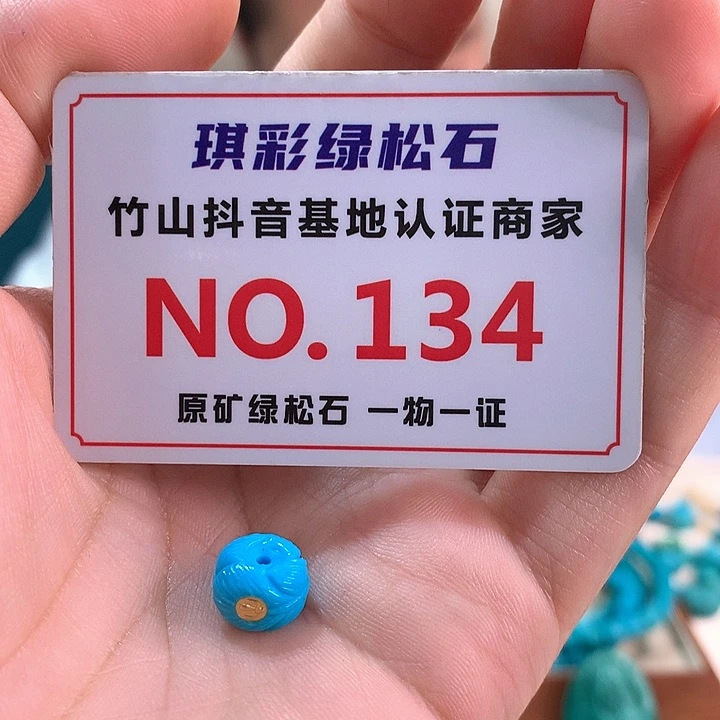 琪彩绿松石
竹山抖音基地认证商家
NO.134
原矿绿松石 一物一证